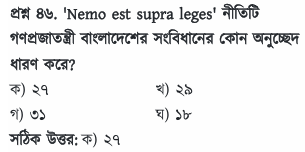 প্রশ্ন ৪৬. 'Nemo est supra leges' নীতিটি
গণপ্রজাতন্ত্রী বাংলাদেশের সংবিধানের কোন অনুচ্ছেদ
ধারণ করে?
ক) ২৭ খ) ২৯
গ) ৩১ ঘ) ১৮
সঠিক উত্তর: ক) ২৭